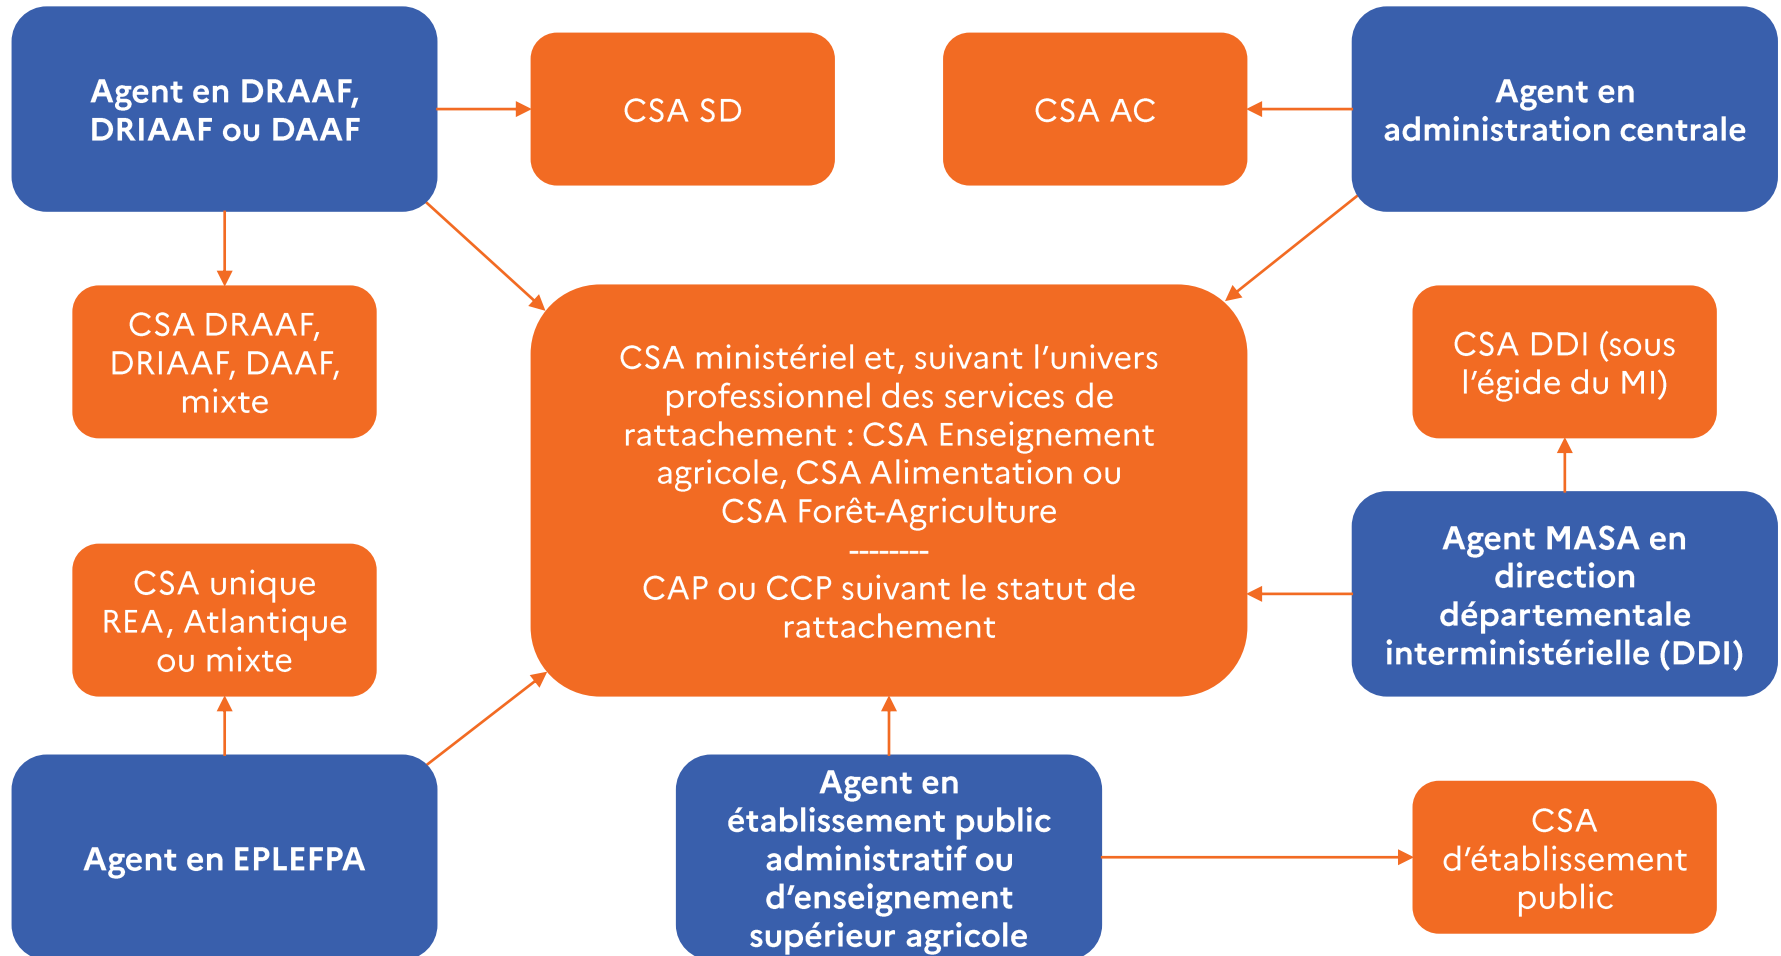 Agent en DRAAF,
DRIAAF ou DAAF
CSA SD
CSA AC
Agent en
administration centrale
CSA DRAAF,
DRIAAF, DAAF,
mixte
CSA ministériel et, suivant l’univers
professionnel des services de
rattachement : CSA Enseignement
agricole, CSA Alimentation ou
CSA Forêt-Agriculture
--------
CAP ou CCP suivant le statut de
rattachement
CSA DDI (sous
l’égide du MI)
Agent MASA en
direction
départementale
interministérielle (DDI)
CSA unique
REA, Atlantique
ou mixte
Agent en EPLEFPA
Agent en
établissement public
administratif ou
d’enseignement
supérieur agricole
CSA
d’établissement
public